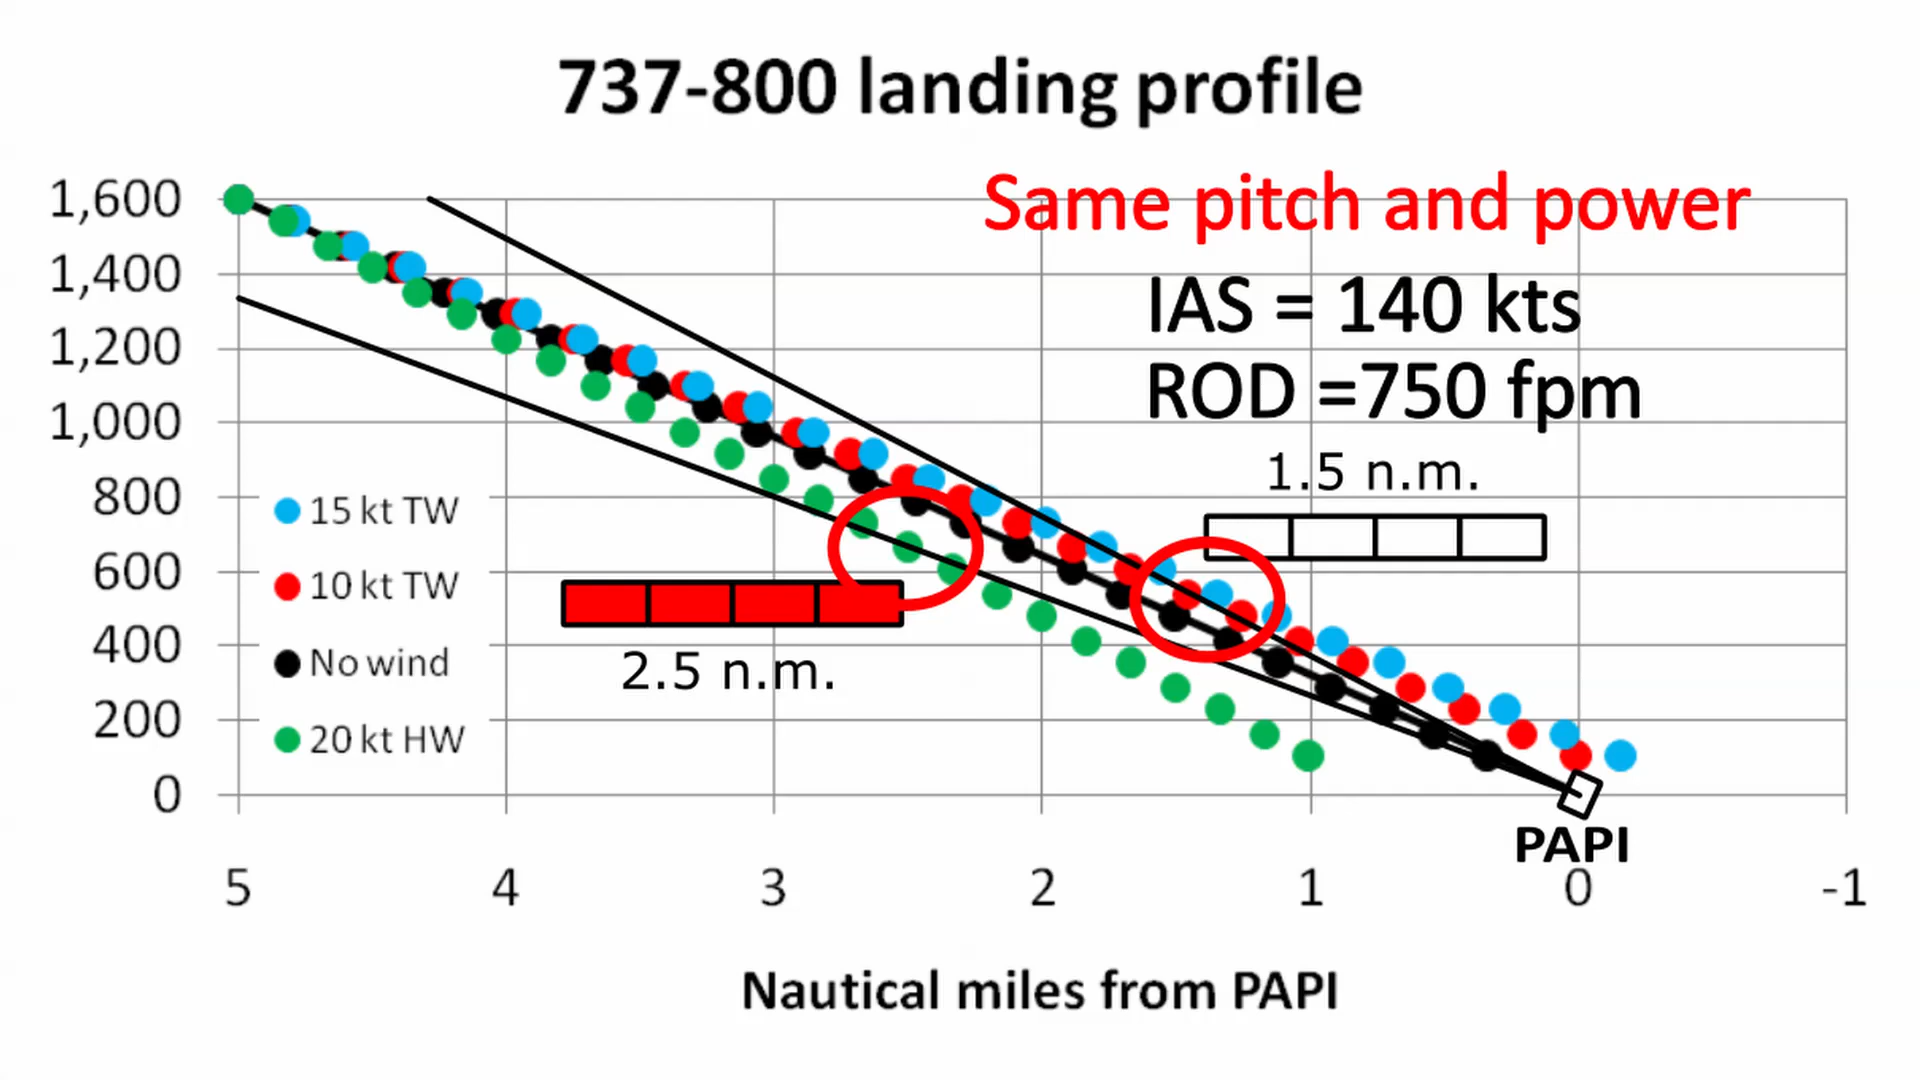 737-800 landing profile
Same pitch and power
IAS = 140 kts
ROD =750 fpm
1.5 n.m.
1,600
1,400
1,200
1,000
800
600
400
200
0
15 kt TW
10 kt TW
No wind
20 kt HW
2.5 n.m.
PAPI
5 4 3 2 1 0 -1
Nautical miles from PAPI